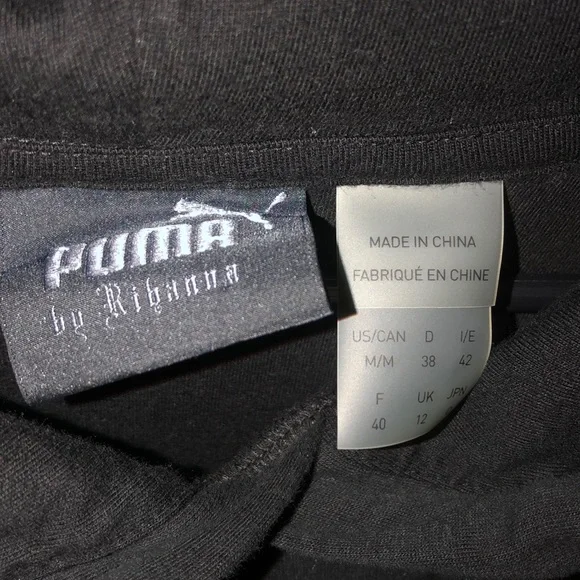 PUMA
by Rihanna
MADE IN CHINA
FABRIQUÉ EN CHINE
US/CAN D I/E
M/M 38 42
F UK JPN
40 12